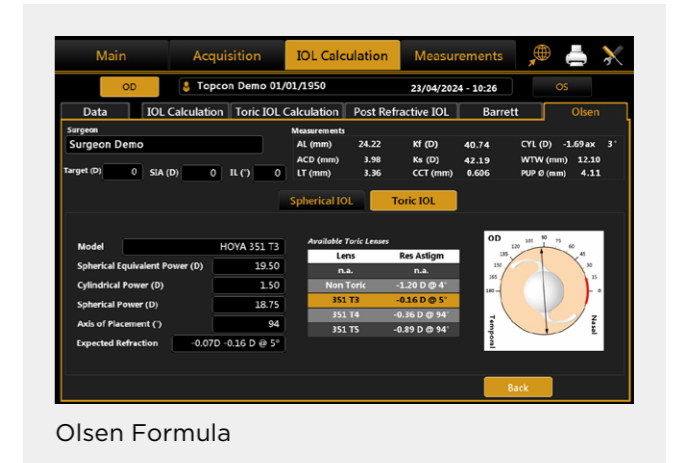 Main Acquisition IOL Calculation Measurements
OD Topcon Demo 01/01/1950 23/04/2024 - 10:26 OS
Data IOL Calculation Toric IOL Calculation Post Refractive IOL Barrett Olsen
Surgeon Measurements
Surgeon Demo AL (mm) 24.22 Kf (D) 40.74 CYL (D) -1.69 ax 3°
ACD (mm) 3.98 Ks (D) 42.19 WTW (mm) 12.10
Target (D) 0 SIA (D) 0 IL (°) 0 LT (mm) 3.36 CCT (mm) 0.606 PUP Ø (mm) 4.11
Spherical IOL Toric IOL
Model HOYA 351 T3
Spherical Equivalent Power (D) 19.50
Cylindrical Power (D) 1.50
Spherical Power (D) 18.75
Axis of Placement (°) 94
Expected Refraction -0.07D -0.16 D @ 5°
Available Toric Lenses
Lens Res Astigm
n.a. n.a.
Non Toric -1.20 D @ 4°
351 T3 -0.16 D @ 5°
351 T4 -0.36 D @ 94°
351 T5 -0.89 D @ 94°
OD
180 150 135 120 105 90 75 60 45 30 15 0
Temporal
Nasal
Back
Olsen Formula